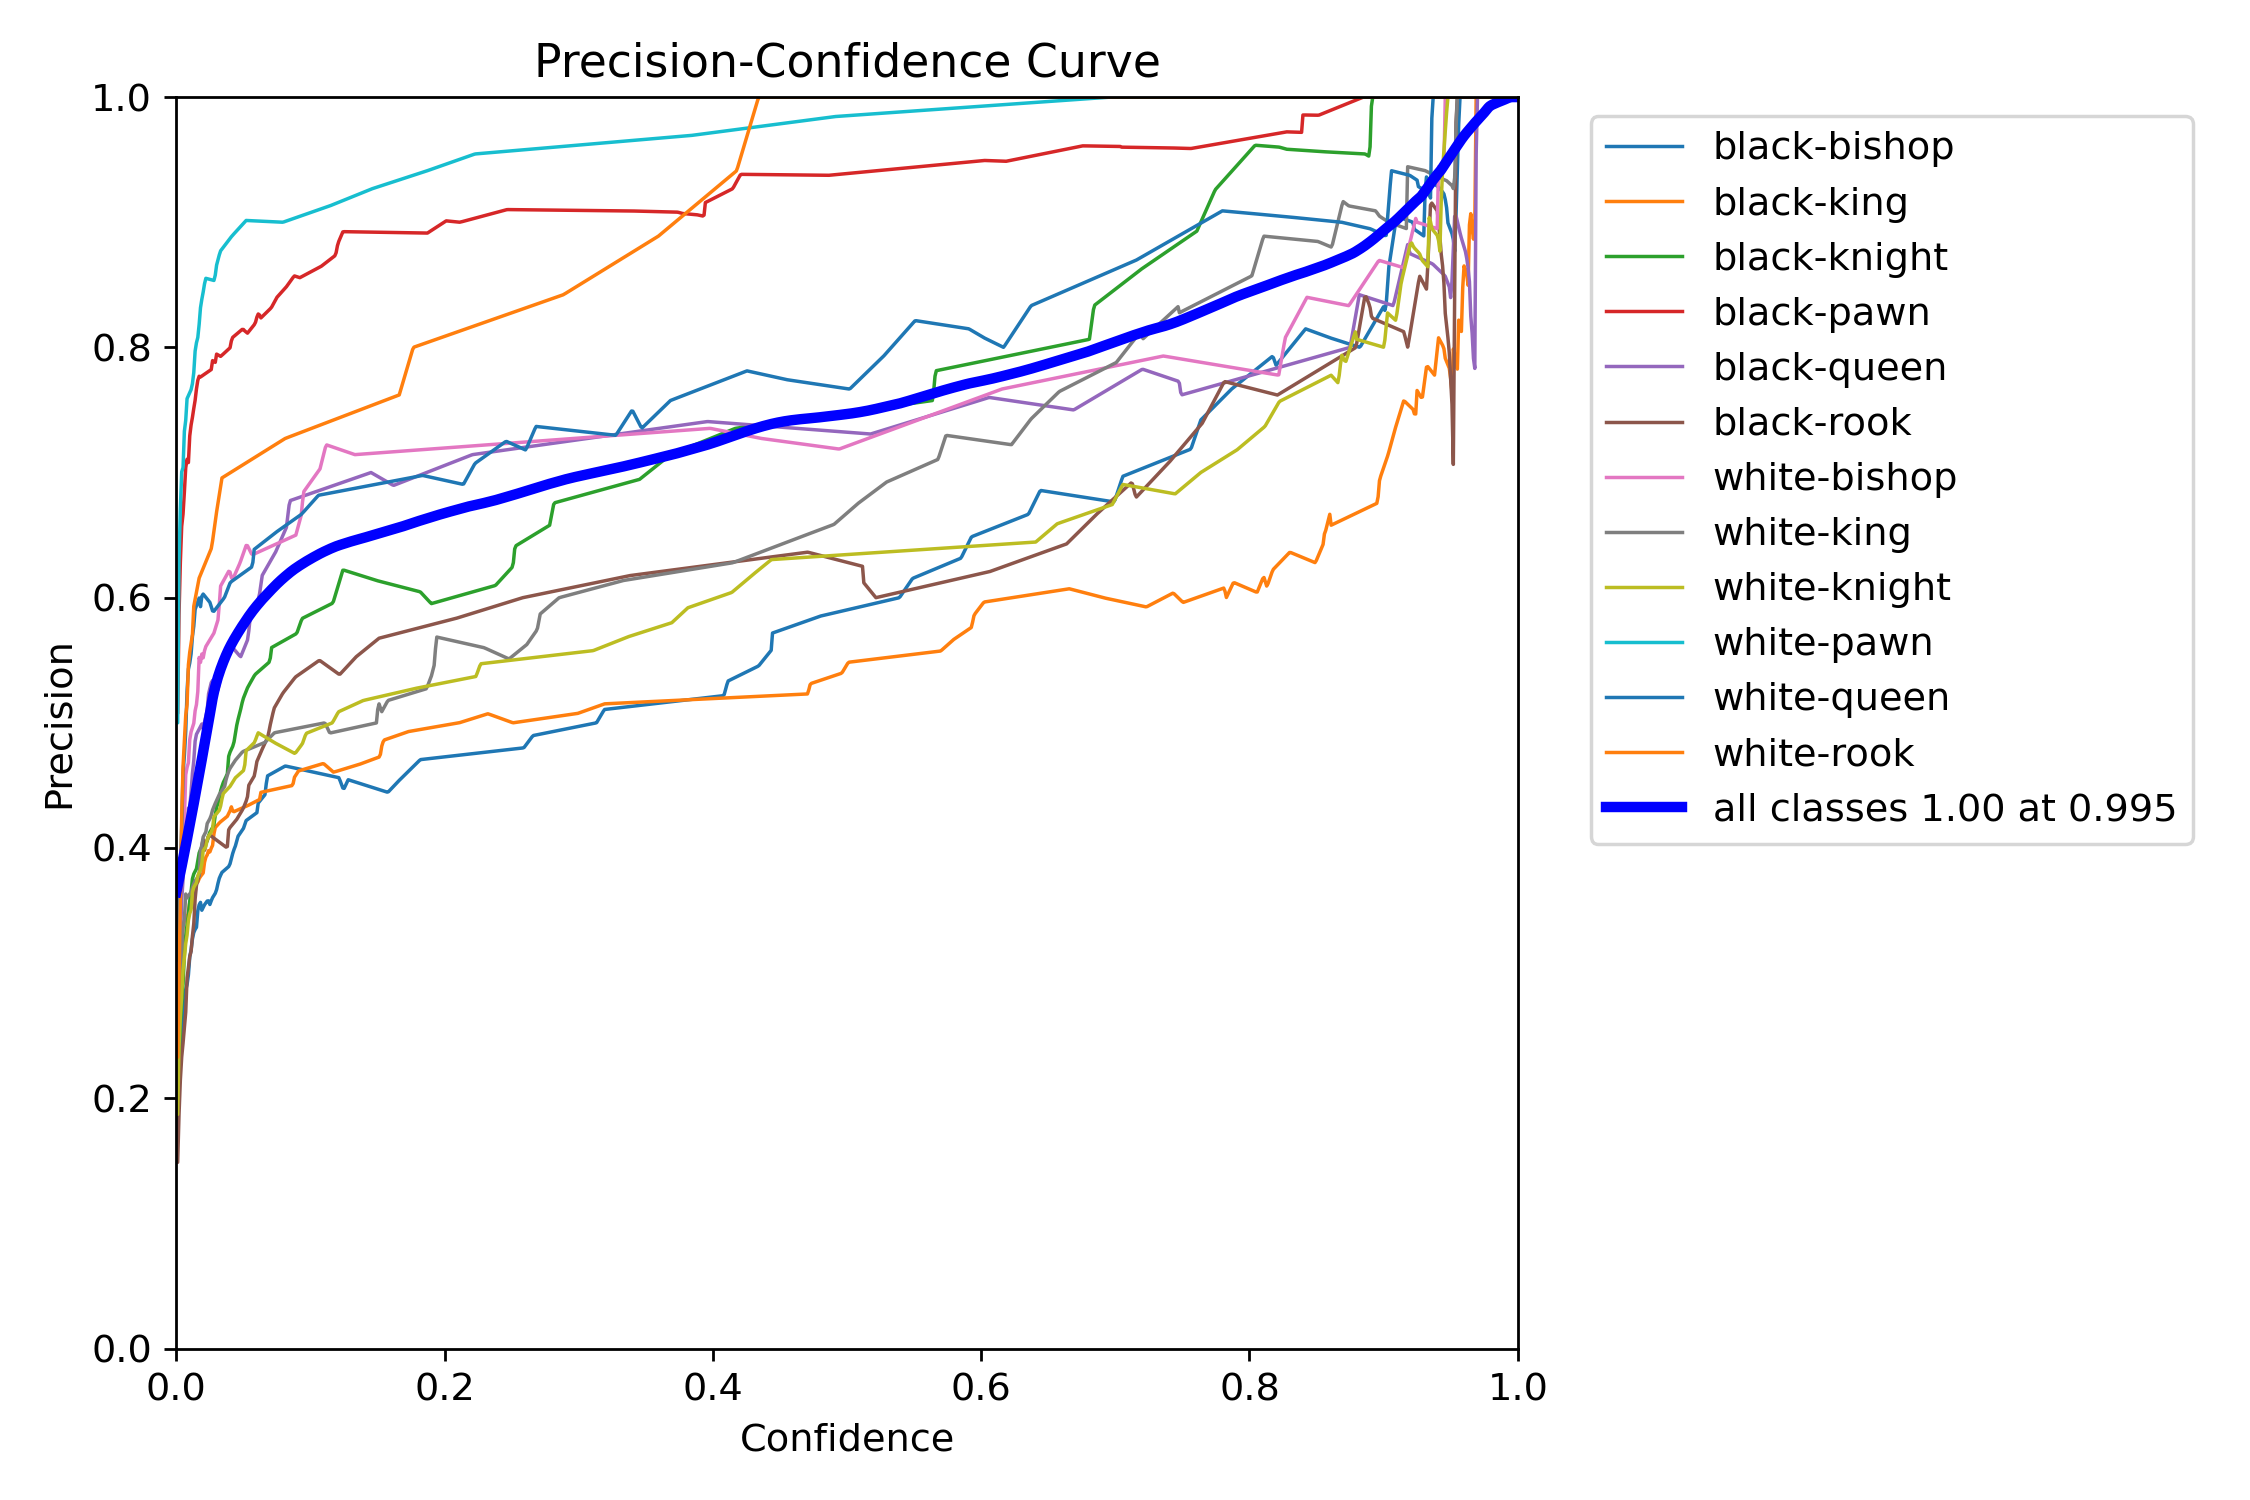 Precision-Confidence Curve
1.0
0.8
0.6
0.4
0.2
0.0
Precision
0.0 0.2 0.4 0.6 0.8 1.0
Confidence
black-bishop
black-king
black-knight
black-pawn
black-queen
black-rook
white-bishop
white-king
white-knight
white-pawn
white-queen
white-rook
all classes 1.00 at 0.995